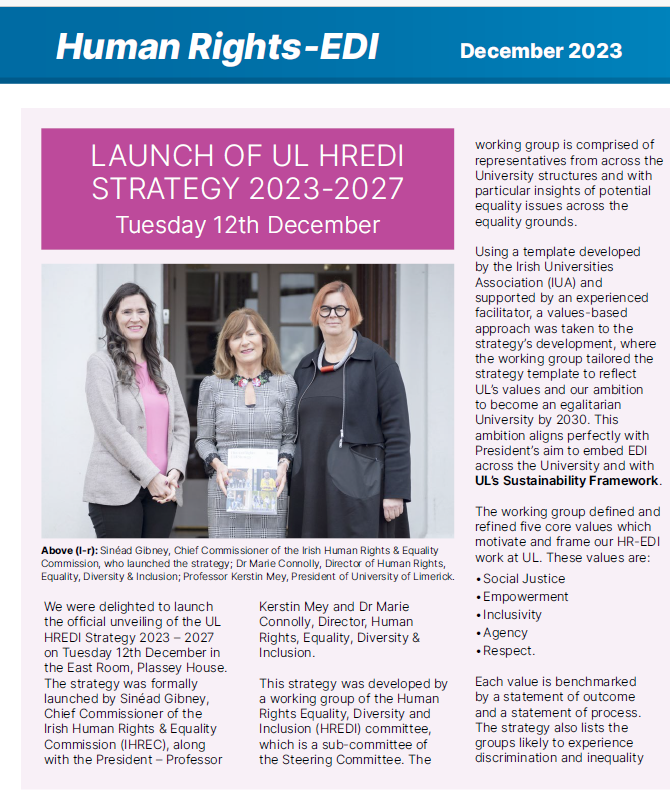 Human Rights-EDI
December 2023
LAUNCH OF UL HREDI
STRATEGY 2023-2027
Tuesday 12th December
Above (l-r): Sinéad Gibney, Chief Commissioner of the Irish Human Rights & Equality
Commission, who launched the strategy; Dr Marie Connolly, Director of Human Rights,
Equality, Diversity & Inclusion; Professor Kerstin Mey, President of University of Limerick.
We were delighted to launch
the official unveiling of the UL
HREDI Strategy 2023 – 2027
on Tuesday 12th December in
the East Room, Plassey House.
The strategy was formally
launched by Sinéad Gibney,
Chief Commissioner of the
Irish Human Rights & Equality
Commission (IHREC), along
with the President – Professor
Kerstin Mey and Dr Marie
Connolly, Director, Human
Rights, Equality, Diversity &
Inclusion.
This strategy was developed by
a working group of the Human
Rights Equality, Diversity and
Inclusion (HREDI) committee,
which is a sub-committee of
the Steering Committee. The
working group is comprised of
representatives from across the
University structures and with
particular insights of potential
equality issues across the
equality grounds.
Using a template developed
by the Irish Universities
Association (IUA) and
supported by an experienced
facilitator, a values-based
approach was taken to the
strategy's development, where
the working group tailored the
strategy template to reflect
UL's values and our ambition
to become an egalitarian
University by 2030. This
ambition aligns perfectly with
President's aim to embed EDI
across the University and with
UL's Sustainability Framework.
The working group defined and
refined five core values which
motivate and frame our HR-EDI
work at UL. These values are:
• Social Justice
• Empowerment
• Inclusivity
• Agency
• Respect.
Each value is benchmarked
by a statement of outcome
and a statement of process.
The strategy also lists the
groups likely to experience
discrimination and inequality